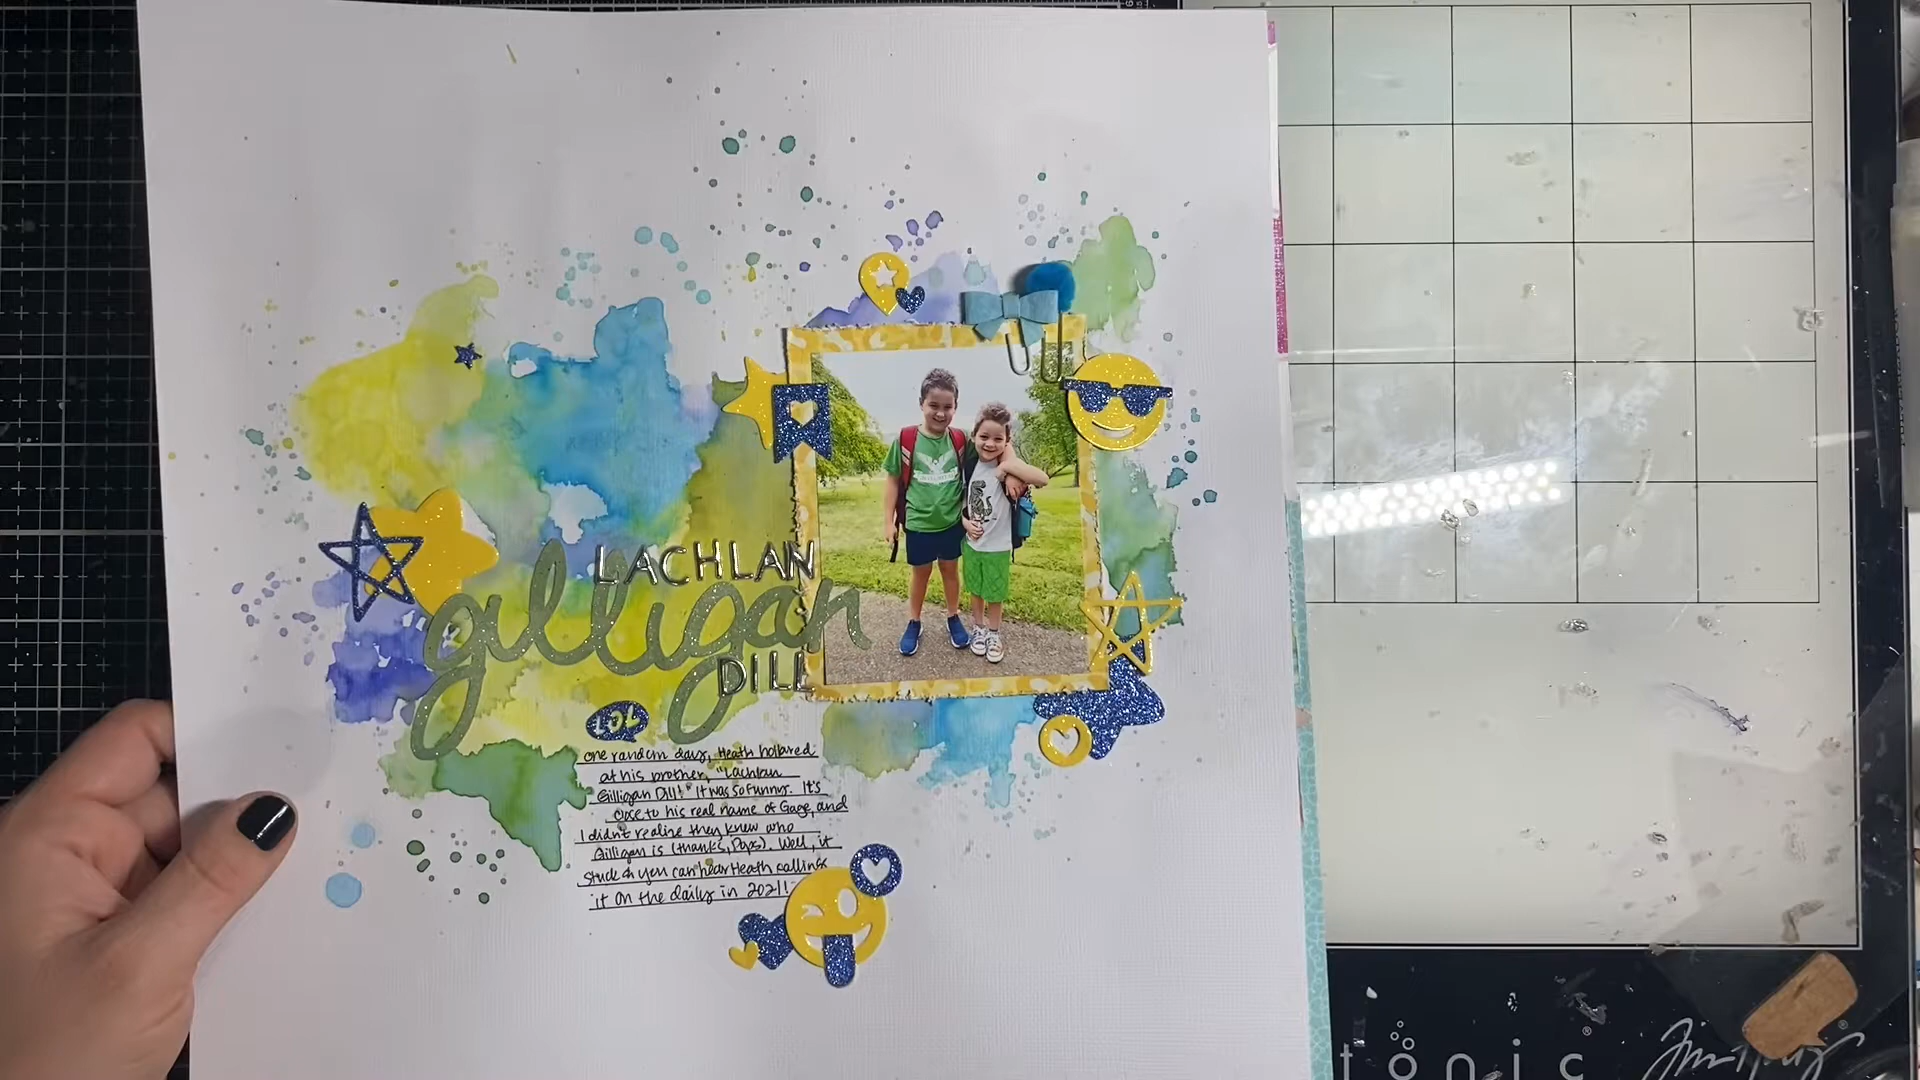 LACHLAN
gilligan
DILL
LOL
one random day, Heath hollared
at his brother, "Lachlan
Gilligan Dill!" It was so funny. It's
close to his real name of Gage, and
I didn't realize they knew who
Gilligan is (thanks, Pops). Well, it
stuck & you can hear Heath calling
it on the daily in 2021!
tonic
Tim